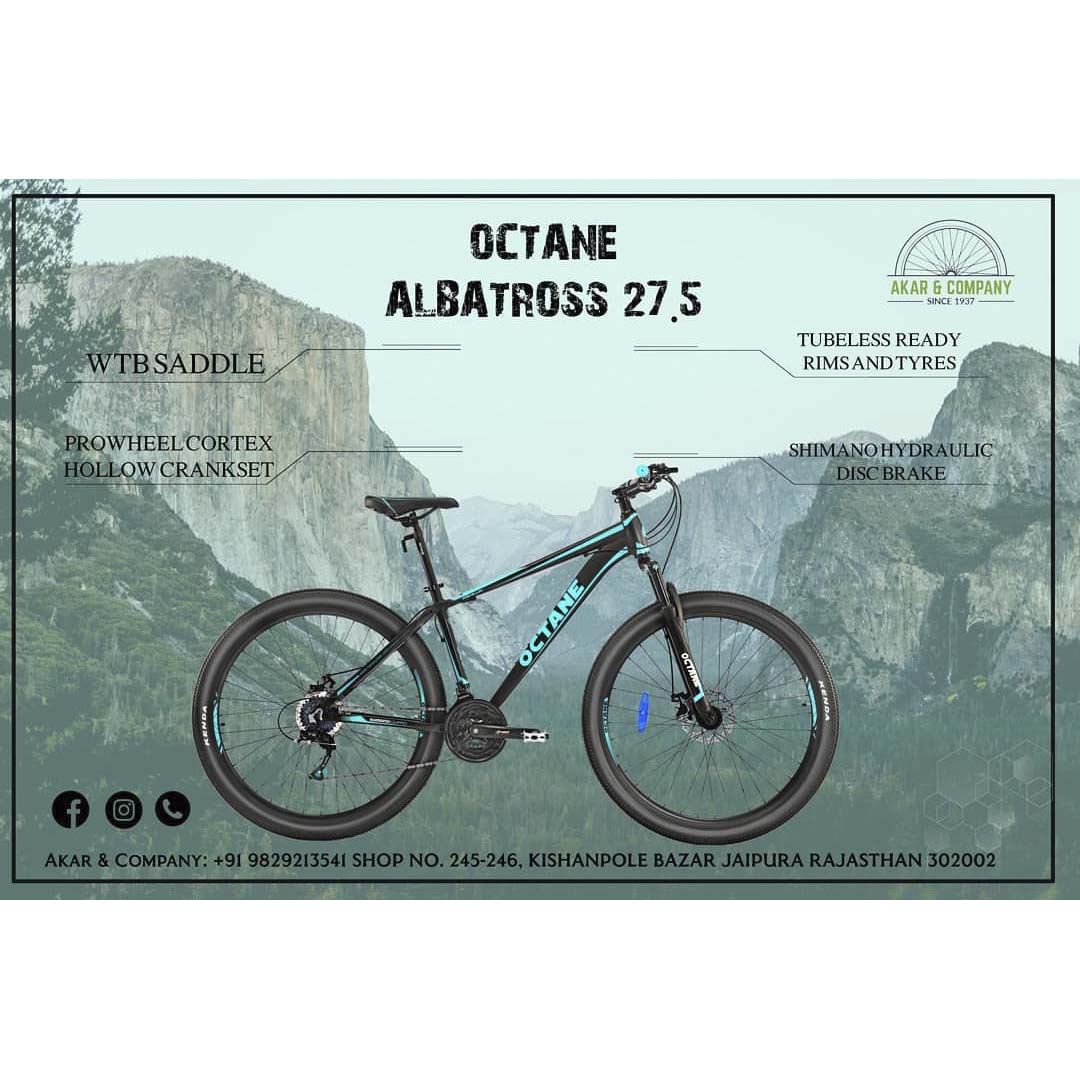 OCTANE
ALBATROSS 27.5
AKAR & COMPANY
SINCE 1937
WTB SADDLE
TUBELESS READY
RIMS AND TYRES
PROWHEEL CORTEX
HOLLOW CRANKSET
SHIMANO HYDRAULIC
DISC BRAKE
OCTANE
OCTANE
KENDA
OCTANE
KENDA
AKAR & COMPANY: +91 9829213541 SHOP NO. 245-246, KISHANPOLE BAZAR JAIPURA RAJASTHAN 302002